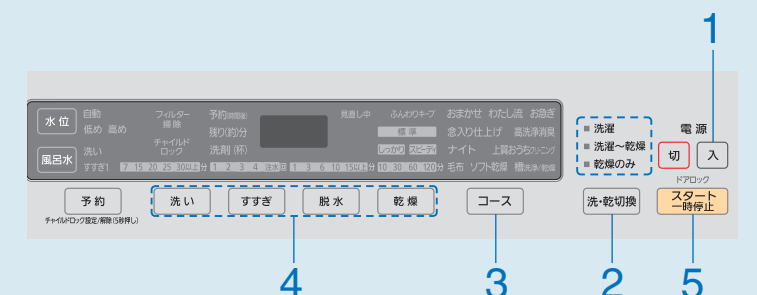 1
水位
自動
低め 高め
フィルター
掃除
チャイルド
ロック
予約(時間後)
残り(約)分
洗剤(杯)
見直し中
ふんわりキープ
標準
しっかり スピーディ
おまかせ わたし流 お急ぎ
念入り仕上げ 高洗浄消臭
ナイト 上質おうちクリーニング
風呂水
洗い
すすぎ1
7 15 20 25 30以上 分 1 2 3 4 注水 回 1 3 6 10 15以上 分 10 30 60 120 分 毛布 ソフト乾燥 槽洗浄/乾燥
洗濯
洗濯～乾燥
乾燥のみ
電源
切 入
ドアロック
予約
チャイルドロック設定/解除(5秒押し)
洗い すすぎ 脱水 乾燥
コース
洗・乾切換
スタート
一時停止
4 3 2 5